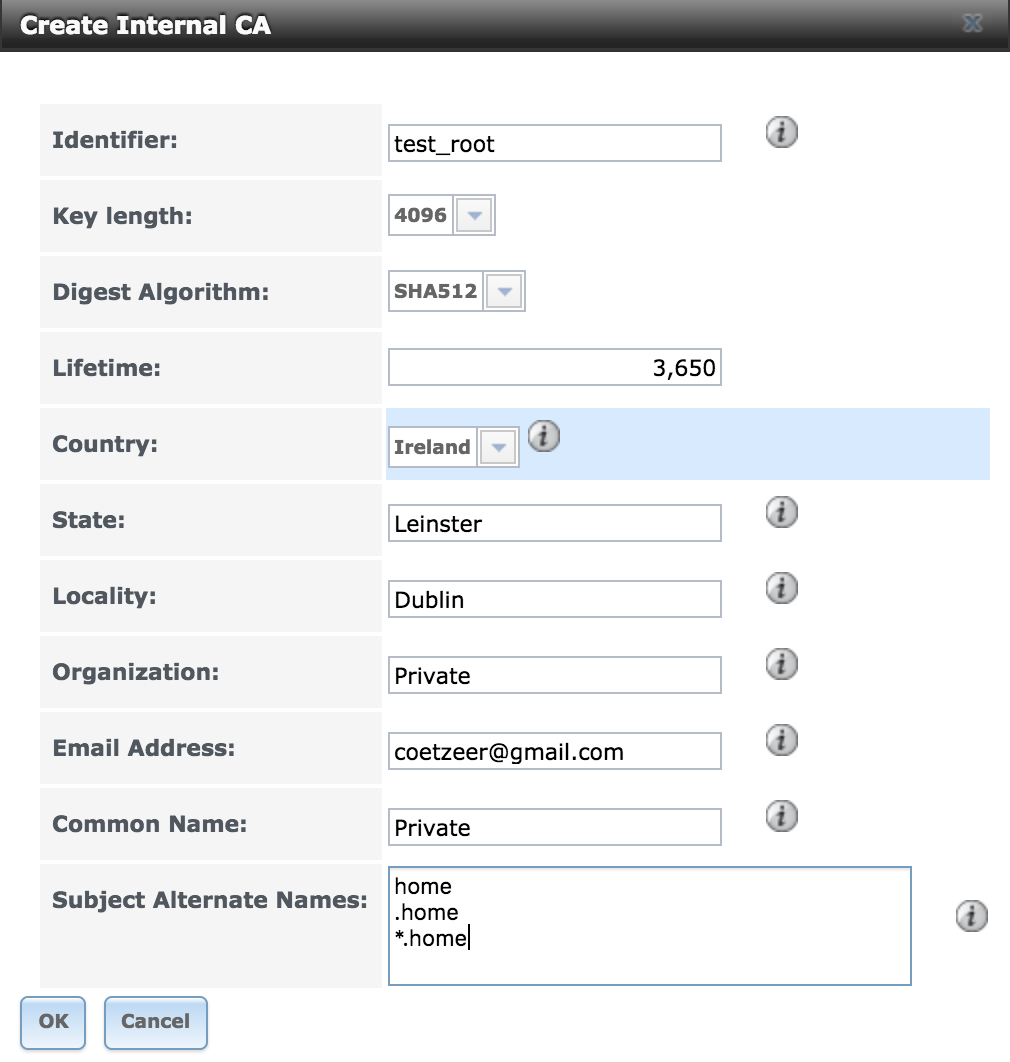 Create Internal CA
Identifier: test_root
Key length: 4096
Digest Algorithm: SHA512
Lifetime: 3,650
Country: Ireland
State: Leinster
Locality: Dublin
Organization: Private
Email Address: coetzeer@gmail.com
Common Name: Private
Subject Alternate Names: home
.home
*.home
OK Cancel